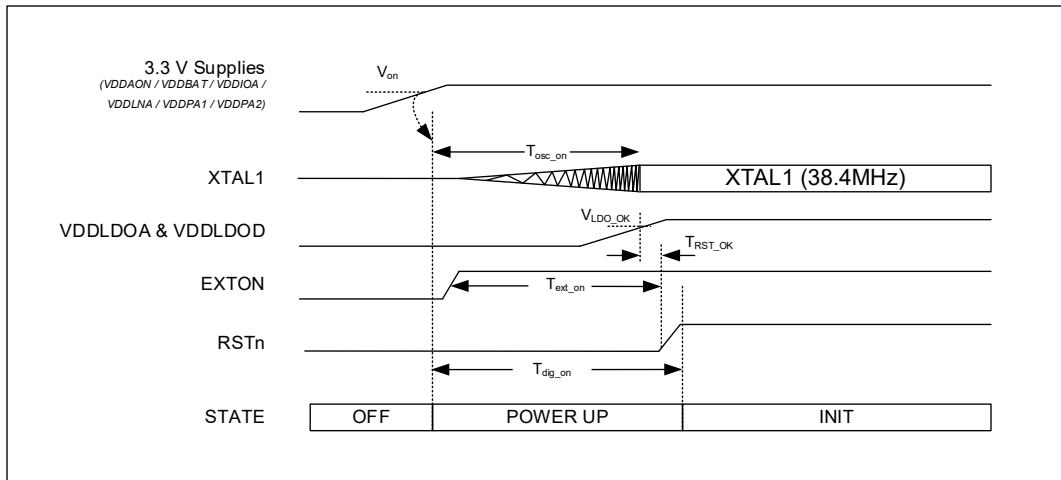 3.3 V Supplies
(VDDAON / VDDBAT / VDDIOA /
VDDLNA / VDDPA1 / VDDPA2)
Von
Tosc_on
XTAL1
XTAL1 (38.4MHz)
VLDO_OK
VDDLDOA & VDDLDOD
TRST_OK
EXTON
Text_on
RSTn
Tdig_on
STATE
OFF
POWER UP
INIT